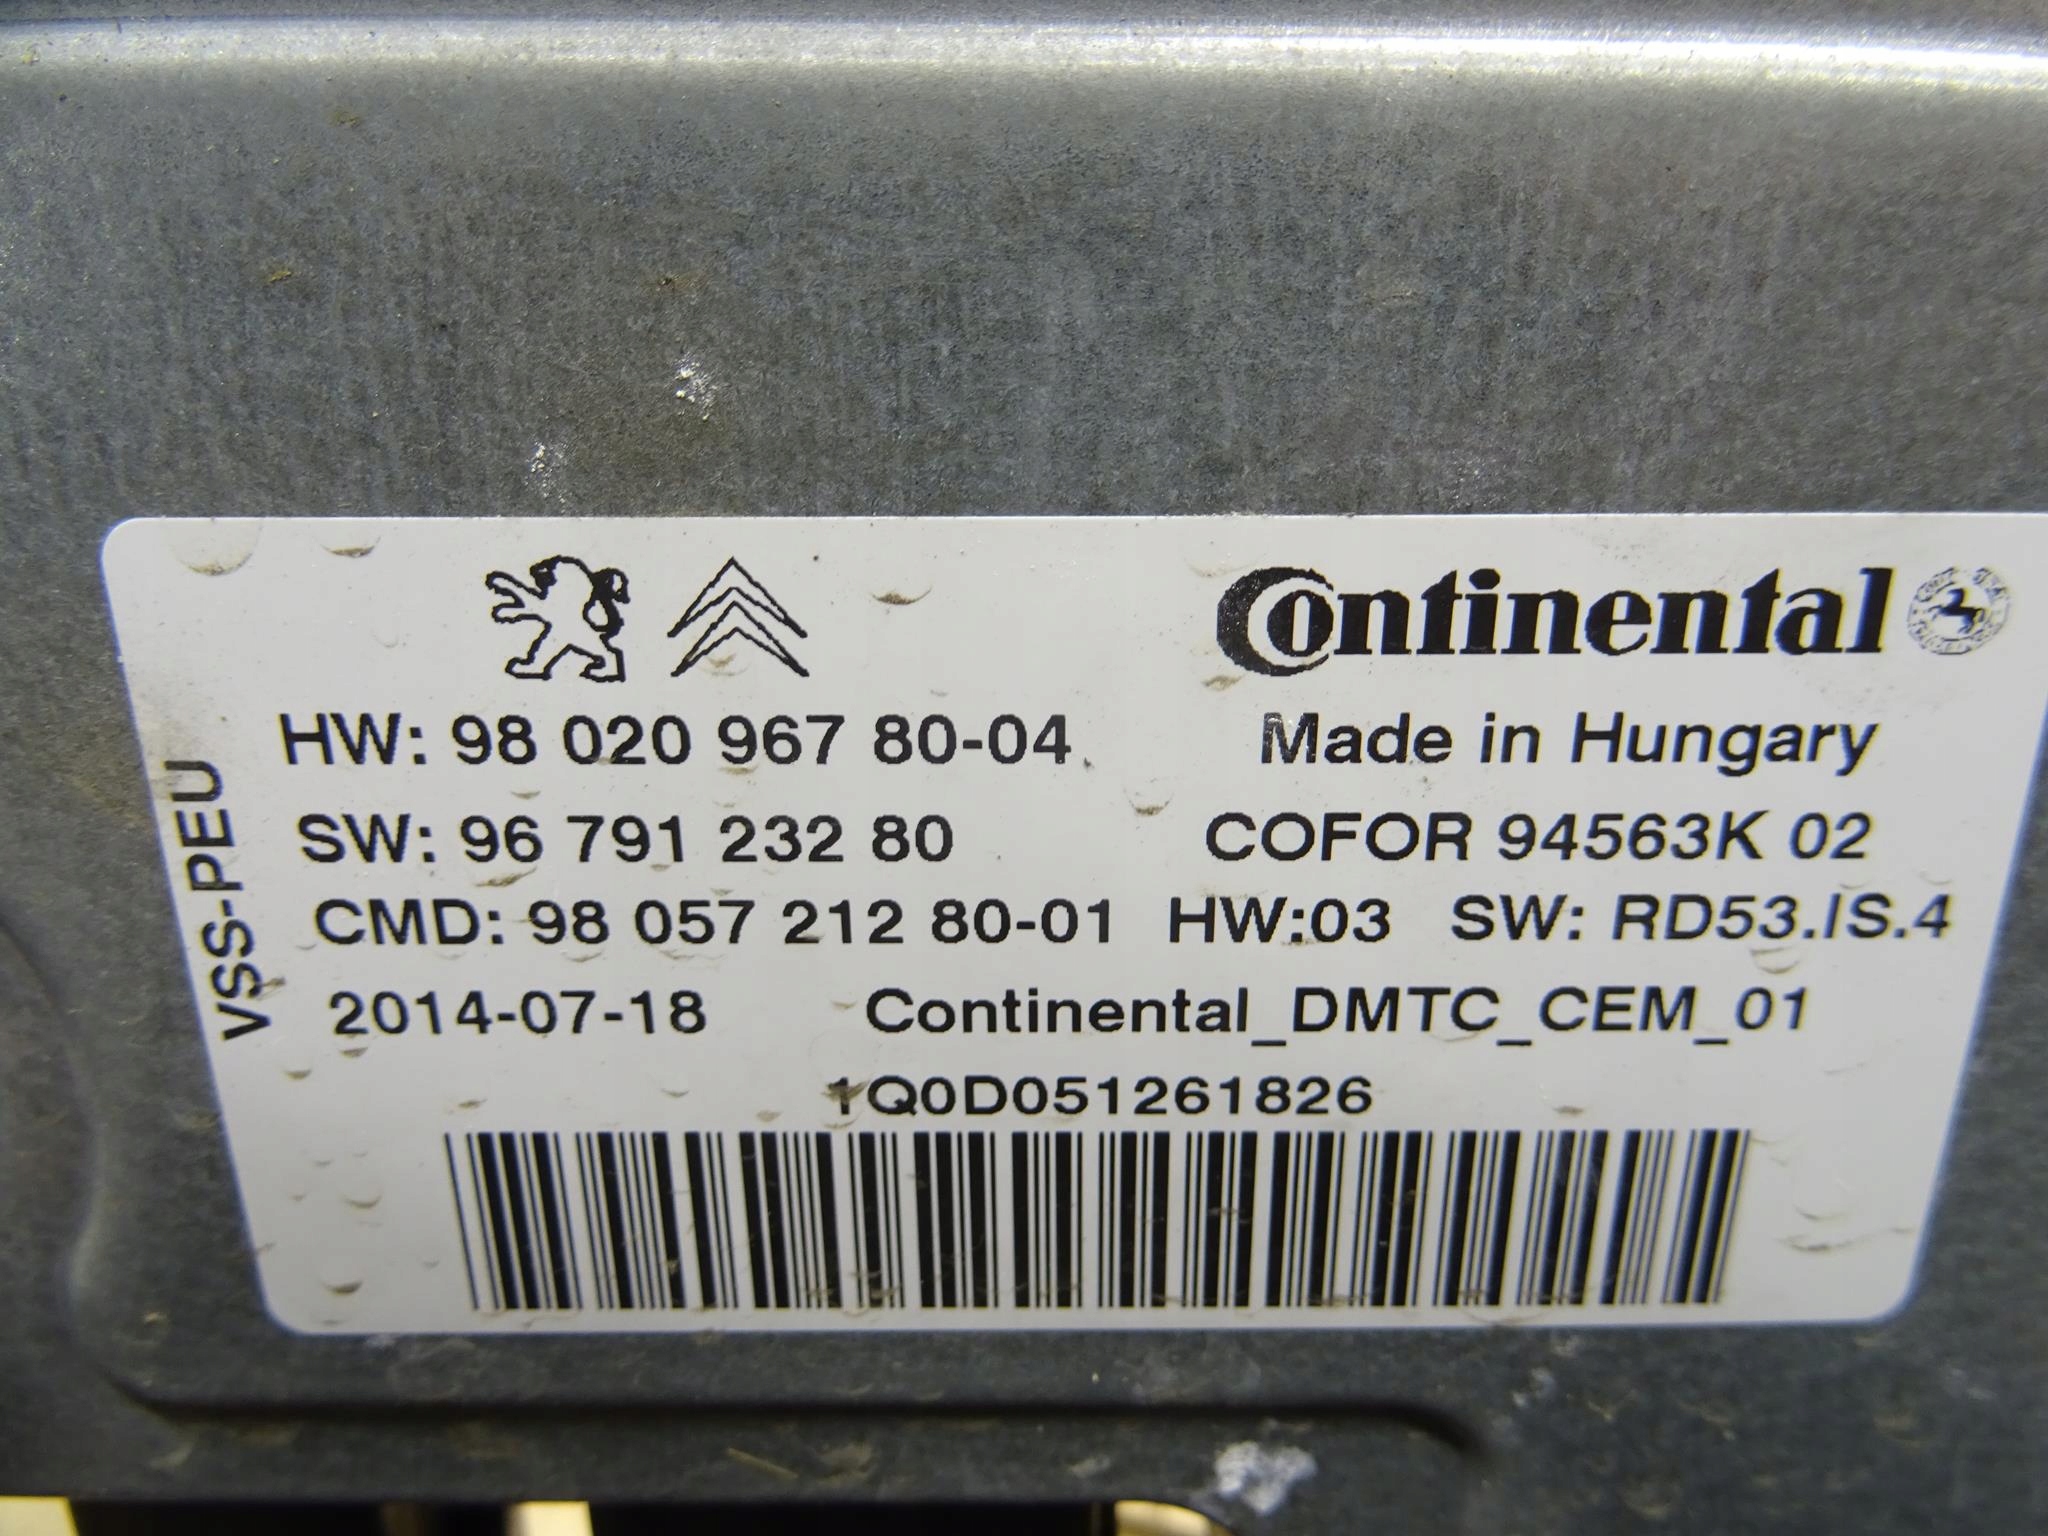 Continental
HW: 98 020 967 80-04
Made in Hungary
SW: 96 791 232 80
COFOR 94563K 02
CMD: 98 057 212 80-01 HW:03 SW: RD53.IS.4
2014-07-18 Continental_DMTC_CEM_01
1Q0D051261826
VSS-PEU